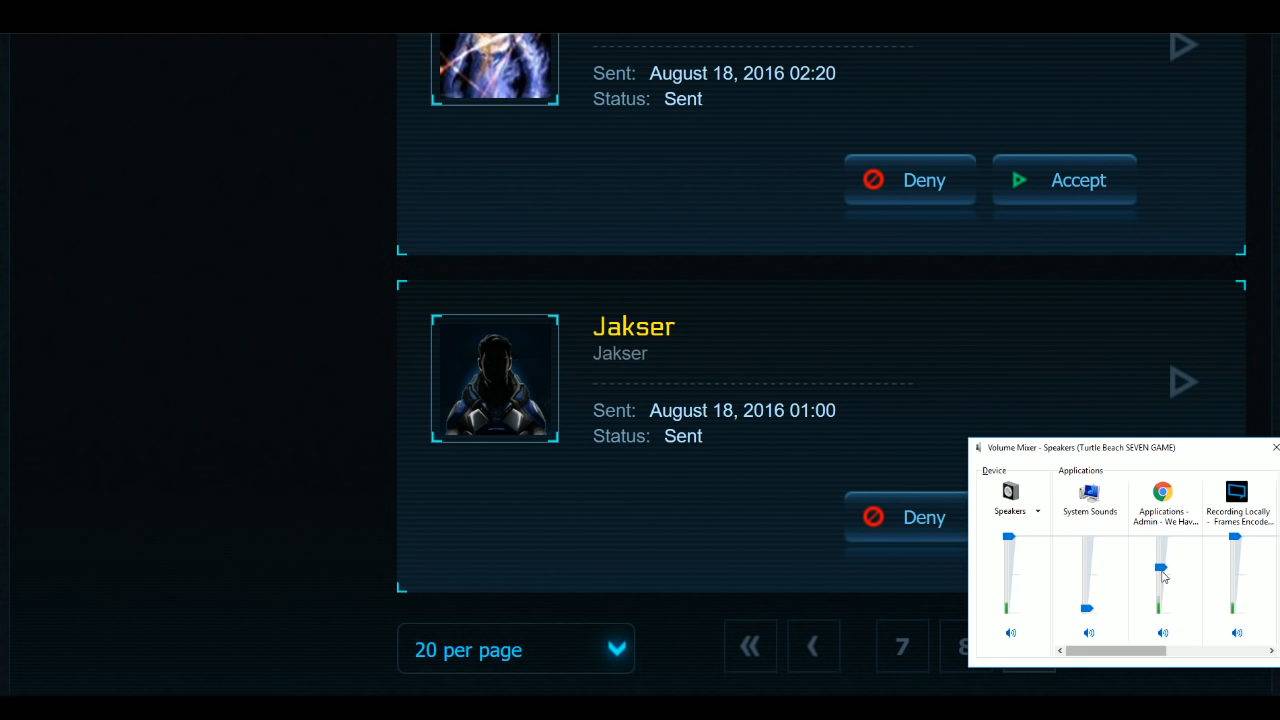 Sent: August 18, 2016 02:20
Status: Sent
Deny
Accept
Jakser
Jakser
Sent: August 18, 2016 01:00
Status: Sent
Deny
20 per page
7
Volume Mixer - Speakers (Turtle Beach SEVEN GAME)
Device
Applications
Speakers
System Sounds
Applications -
Admin - We Hav...
Recording Locally
- Frames Encode...